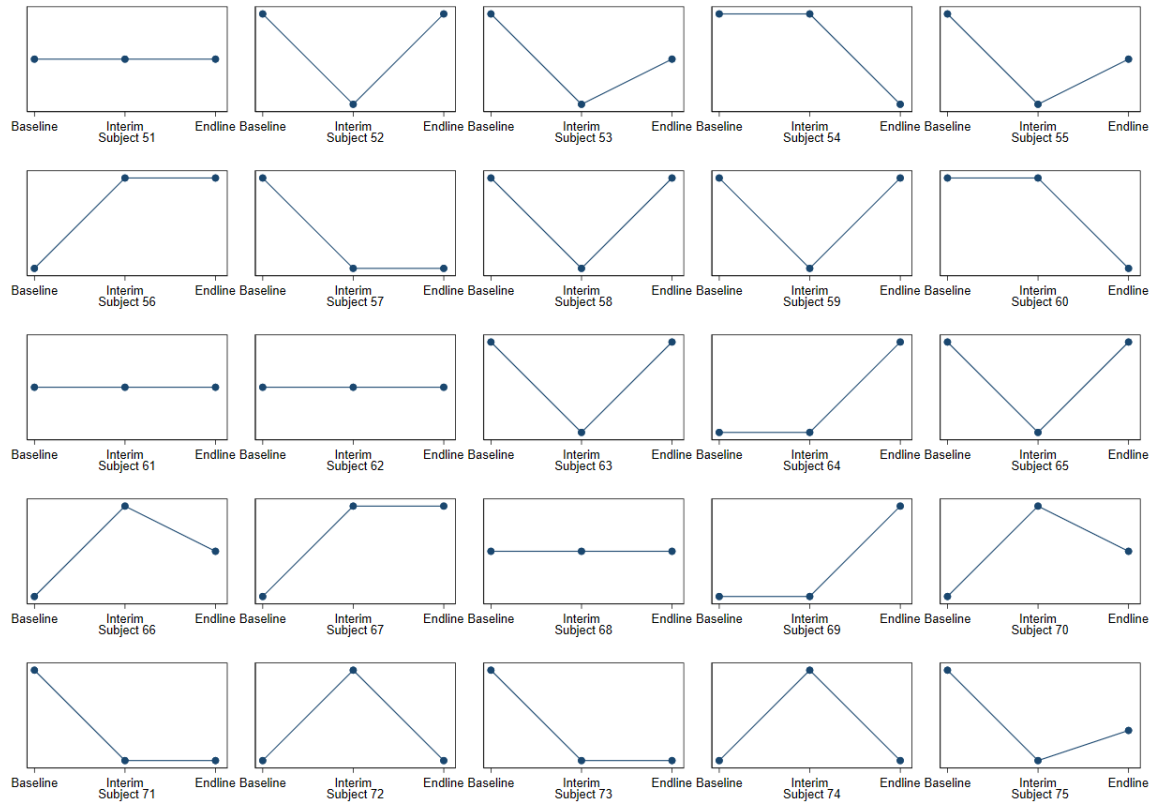 Baseline Interim Endline Baseline Interim Endline Baseline Interim Endline Baseline Interim Endline Baseline Interim Endline
Subject 51 Subject 52 Subject 53 Subject 54 Subject 55
Baseline Interim Endline Baseline Interim Endline Baseline Interim Endline Baseline Interim Endline Baseline Interim Endline
Subject 56 Subject 57 Subject 58 Subject 59 Subject 60
Baseline Interim Endline Baseline Interim Endline Baseline Interim Endline Baseline Interim Endline Baseline Interim Endline
Subject 61 Subject 62 Subject 63 Subject 64 Subject 65
Baseline Interim Endline Baseline Interim Endline Baseline Interim Endline Baseline Interim Endline Baseline Interim Endline
Subject 66 Subject 67 Subject 68 Subject 69 Subject 70
Baseline Interim Endline Baseline Interim Endline Baseline Interim Endline Baseline Interim Endline Baseline Interim Endline
Subject 71 Subject 72 Subject 73 Subject 74 Subject 75